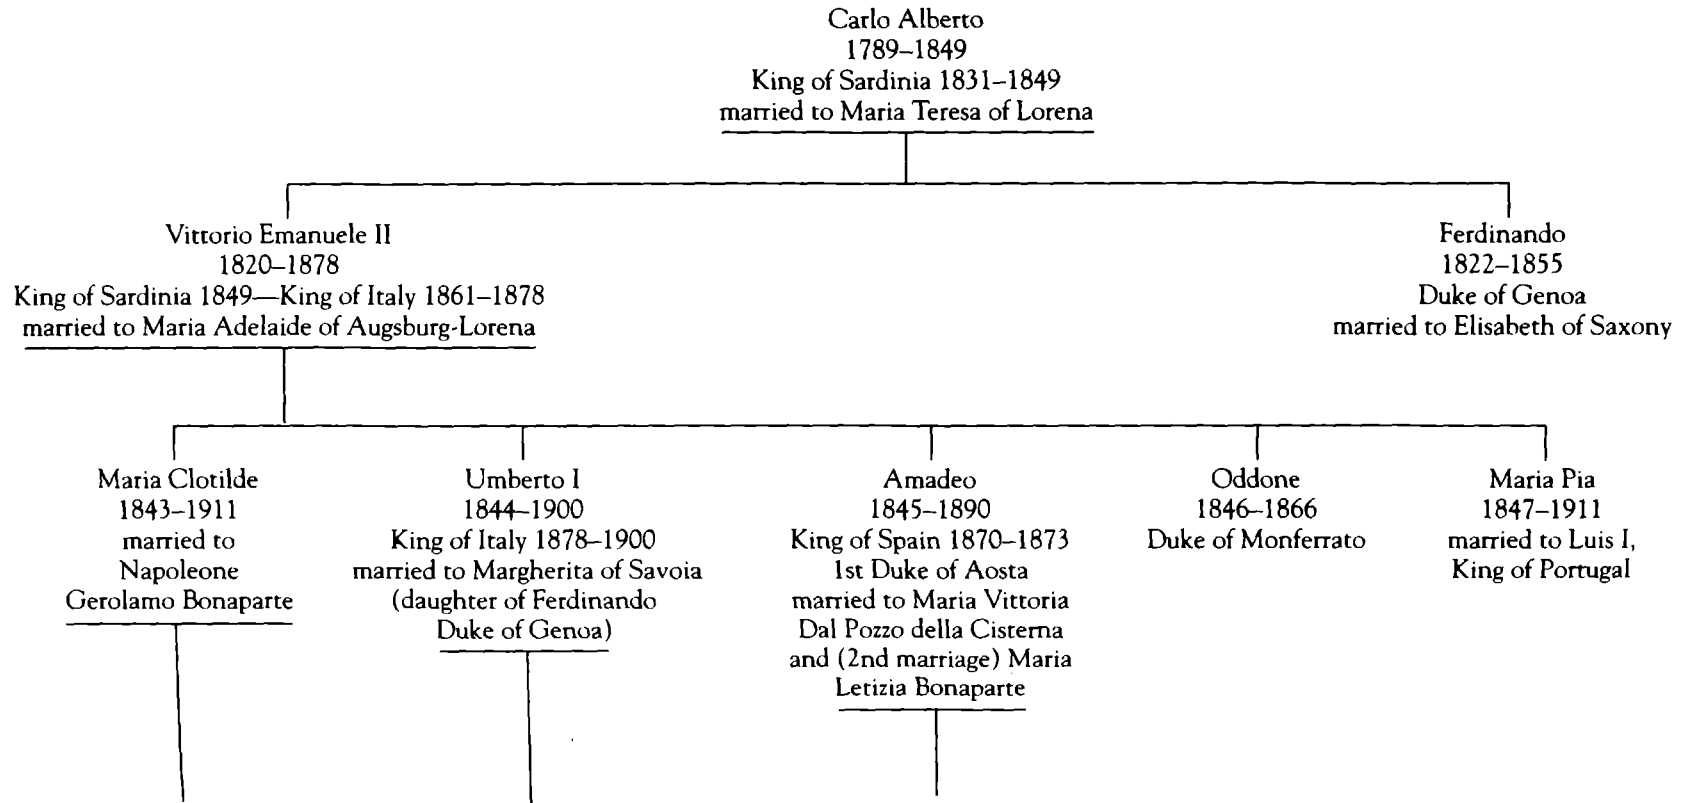 Carlo Alberto
1789–1849
King of Sardinia 1831–1849
married to Maria Teresa of Lorena
Vittorio Emanuele II
1820–1878
King of Sardinia 1849—King of Italy 1861–1878
married to Maria Adelaide of Augsburg-Lorena
Ferdinando
1822–1855
Duke of Genoa
married to Elisabeth of Saxony
Maria Clotilde
1843–1911
married to
Napoleone
Gerolamo Bonaparte
Umberto I
1844–1900
King of Italy 1878–1900
married to Margherita of Savoia
(daughter of Ferdinando
Duke of Genoa)
Amadeo
1845–1890
King of Spain 1870–1873
1st Duke of Aosta
married to Maria Vittoria
Dal Pozzo della Cisterna
and (2nd marriage) Maria
Letizia Bonaparte
Oddone
1846–1866
Duke of Monferrato
Maria Pia
1847–1911
married to Luis I,
King of Portugal